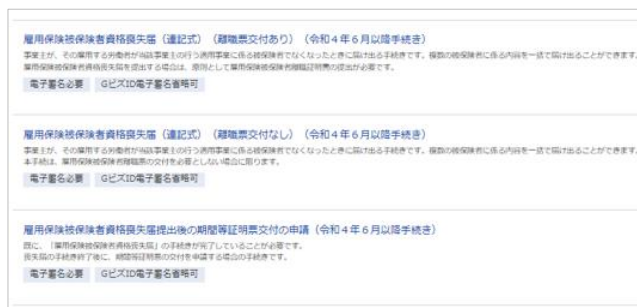 雇用保険被保険者資格喪失届（連記式）（離職票交付あり）（令和４年６月以降手続き）
事業主が、その雇用する労働者が当該事業主の行う適用事業に係る被保険者でなくなったときに届け出る手続きです。複数の被保険者に係る内容を一括で届け出ることができます。
雇用保険被保険者資格喪失届を提出する場合は、原則として雇用保険被保険者離職証明書の提出が必要です。
電子署名必要 GビズID電子署名省略可
雇用保険被保険者資格喪失届（連記式）（離職票交付なし）（令和４年６月以降手続き）
事業主が、その雇用する労働者が当該事業主の行う適用事業に係る被保険者でなくなったときに届け出る手続きです。複数の被保険者に係る内容を一括で届け出ることができます。
本手続は、雇用保険被保険者離職票の交付を必要としない場合に限ります。
電子署名必要 GビズID電子署名省略可
雇用保険被保険者資格喪失届提出後の期間等証明票交付の申請（令和４年６月以降手続き）
既に、「雇用保険被保険者資格喪失届」の手続きが完了していることが必要です。
喪失届の手続き終了後に、期間等証明票の交付を申請する場合の手続きです。
電子署名必要 GビズID電子署名省略可